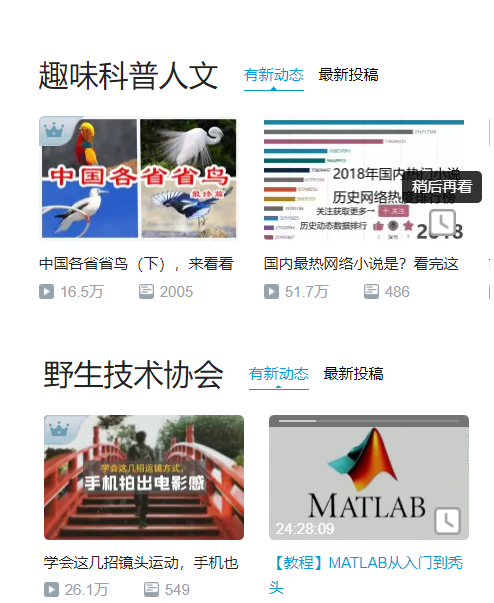 趣味科普人文 有新动态 最新投稿
中国各省省鸟
最终篇
2018年国内热门小说
历史网络热度排行榜
稍后再看
关注获取更多→ + 关注
历史动态数据排行
2018
中国各省省鸟（下），来看看
国内最热网络小说是？看完这
16.5万 2005 51.7万 486
野生技术协会 有新动态 最新投稿
学会这几招运镜方式，
手机拍出电影感
MATLAB
24:28:09
学会这几招镜头运动，手机也
【教程】MATLAB从入门到秃
头
26.1万 549